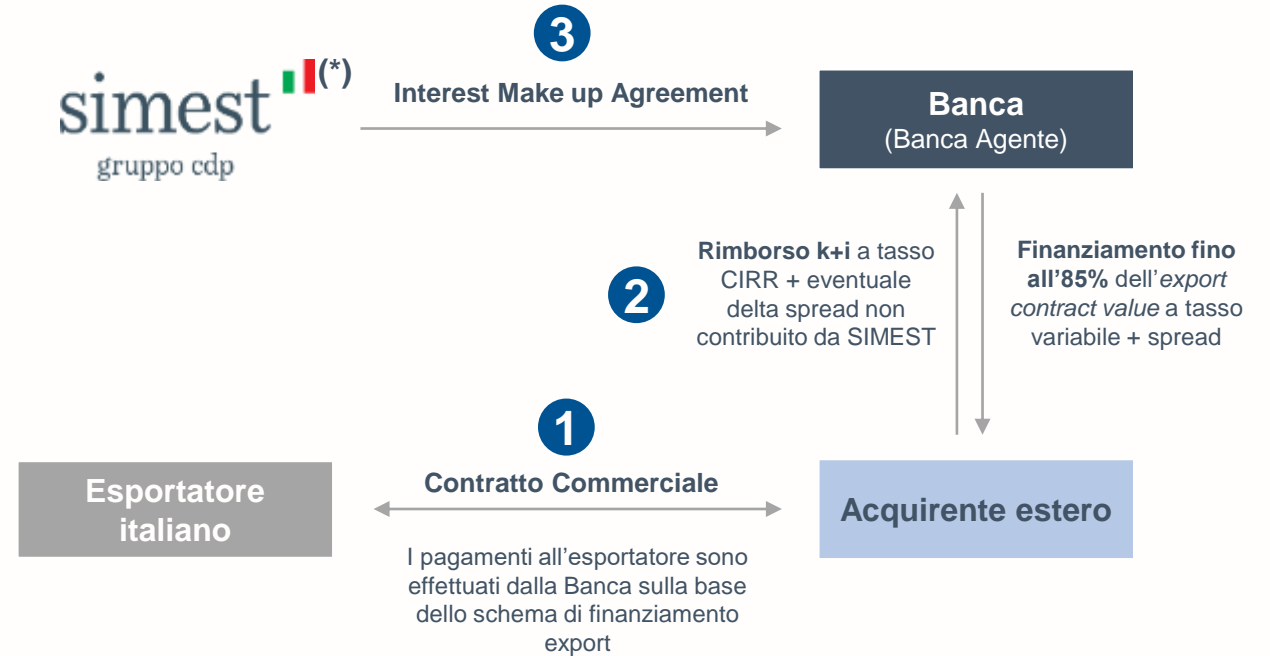 3
simest (*)
gruppo cdp
Interest Make up Agreement
Banca
(Banca Agente)
2
Rimborso k+i a tasso
CIRR + eventuale
delta spread non
contribuito da SIMEST
Finanziamento fino
all'85% dell'export
contract value a tasso
variabile + spread
1
Esportatore
italiano
Contratto Commerciale
Acquirente estero
I pagamenti all'esportatore sono
effettuati dalla Banca sulla base
dello schema di finanziamento
export